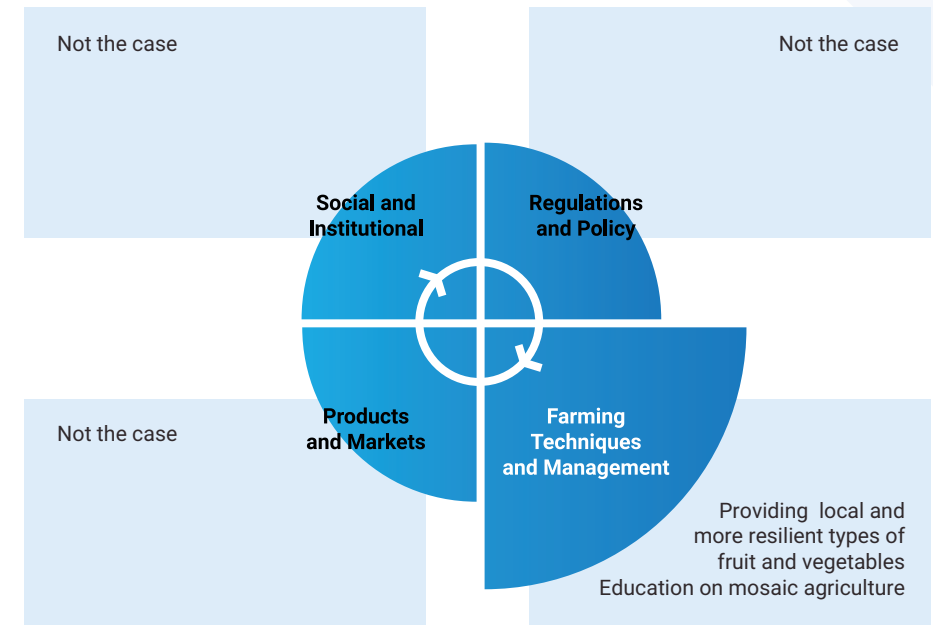 Not the case
Not the case
Social and
Institutional
Regulations
and Policy
Products
and Markets
Farming
Techniques
and Management
Not the case
Providing local and
more resilient types of
fruit and vegetables
Education on mosaic agriculture